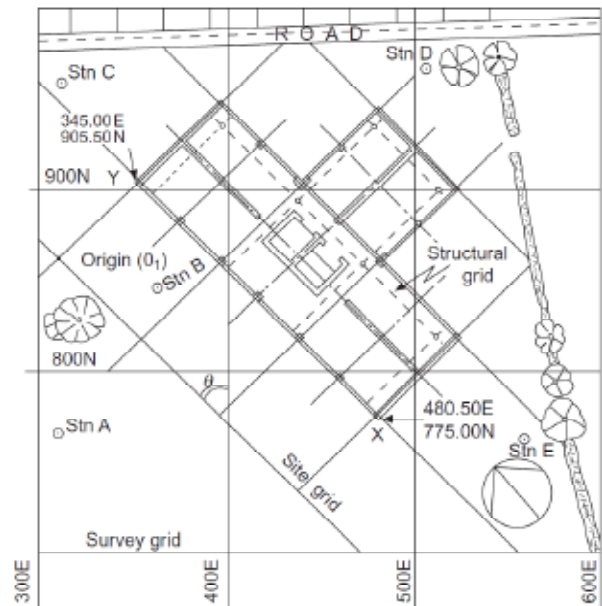 ROAD
Stn C
Stn D
345.00E
905.50N
900N
Y
Origin (0₁)
Stn B
Structural
grid
800N
θ
480.50E
775.00N
X
Stn A
Stn E
Site grid
Survey grid
300E
400E
500E
600E